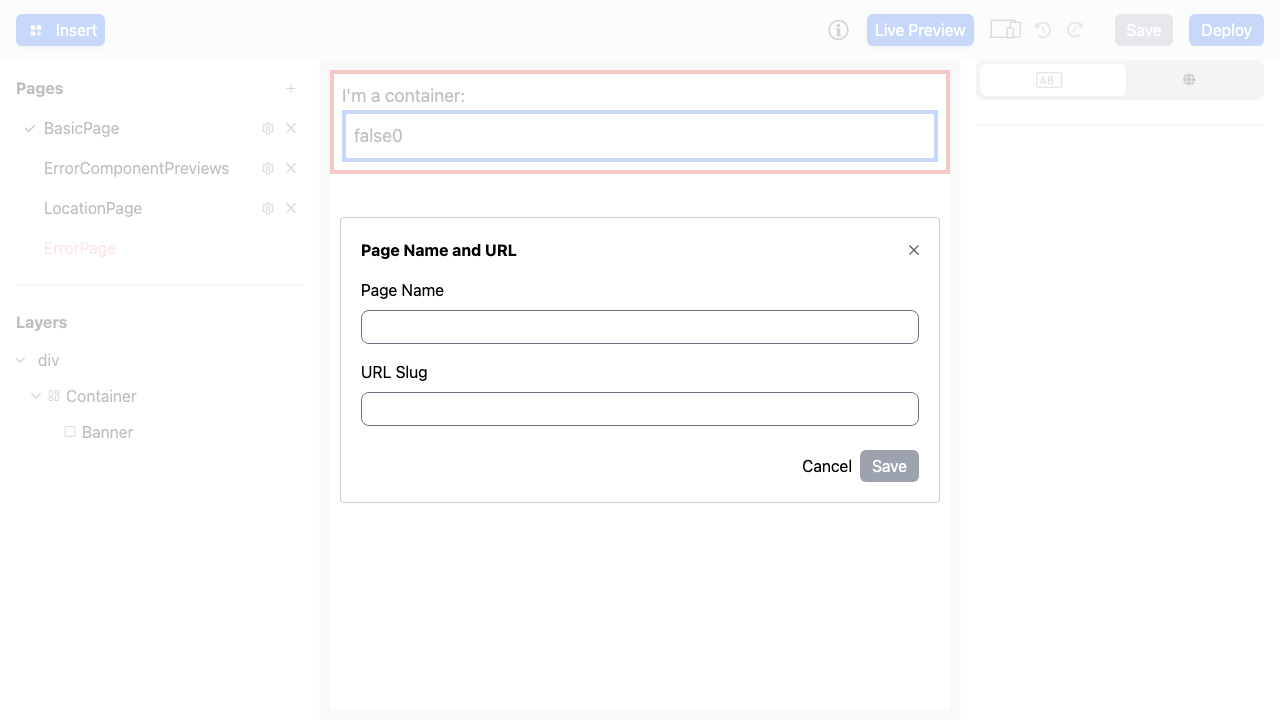 Insert
Live Preview
Save
Deploy
Pages
BasicPage
ErrorComponentPreviews
LocationPage
ErrorPage
Layers
div
Container
Banner
I'm a container:
false0
Page Name and URL
Page Name
URL Slug
Cancel
Save
AB